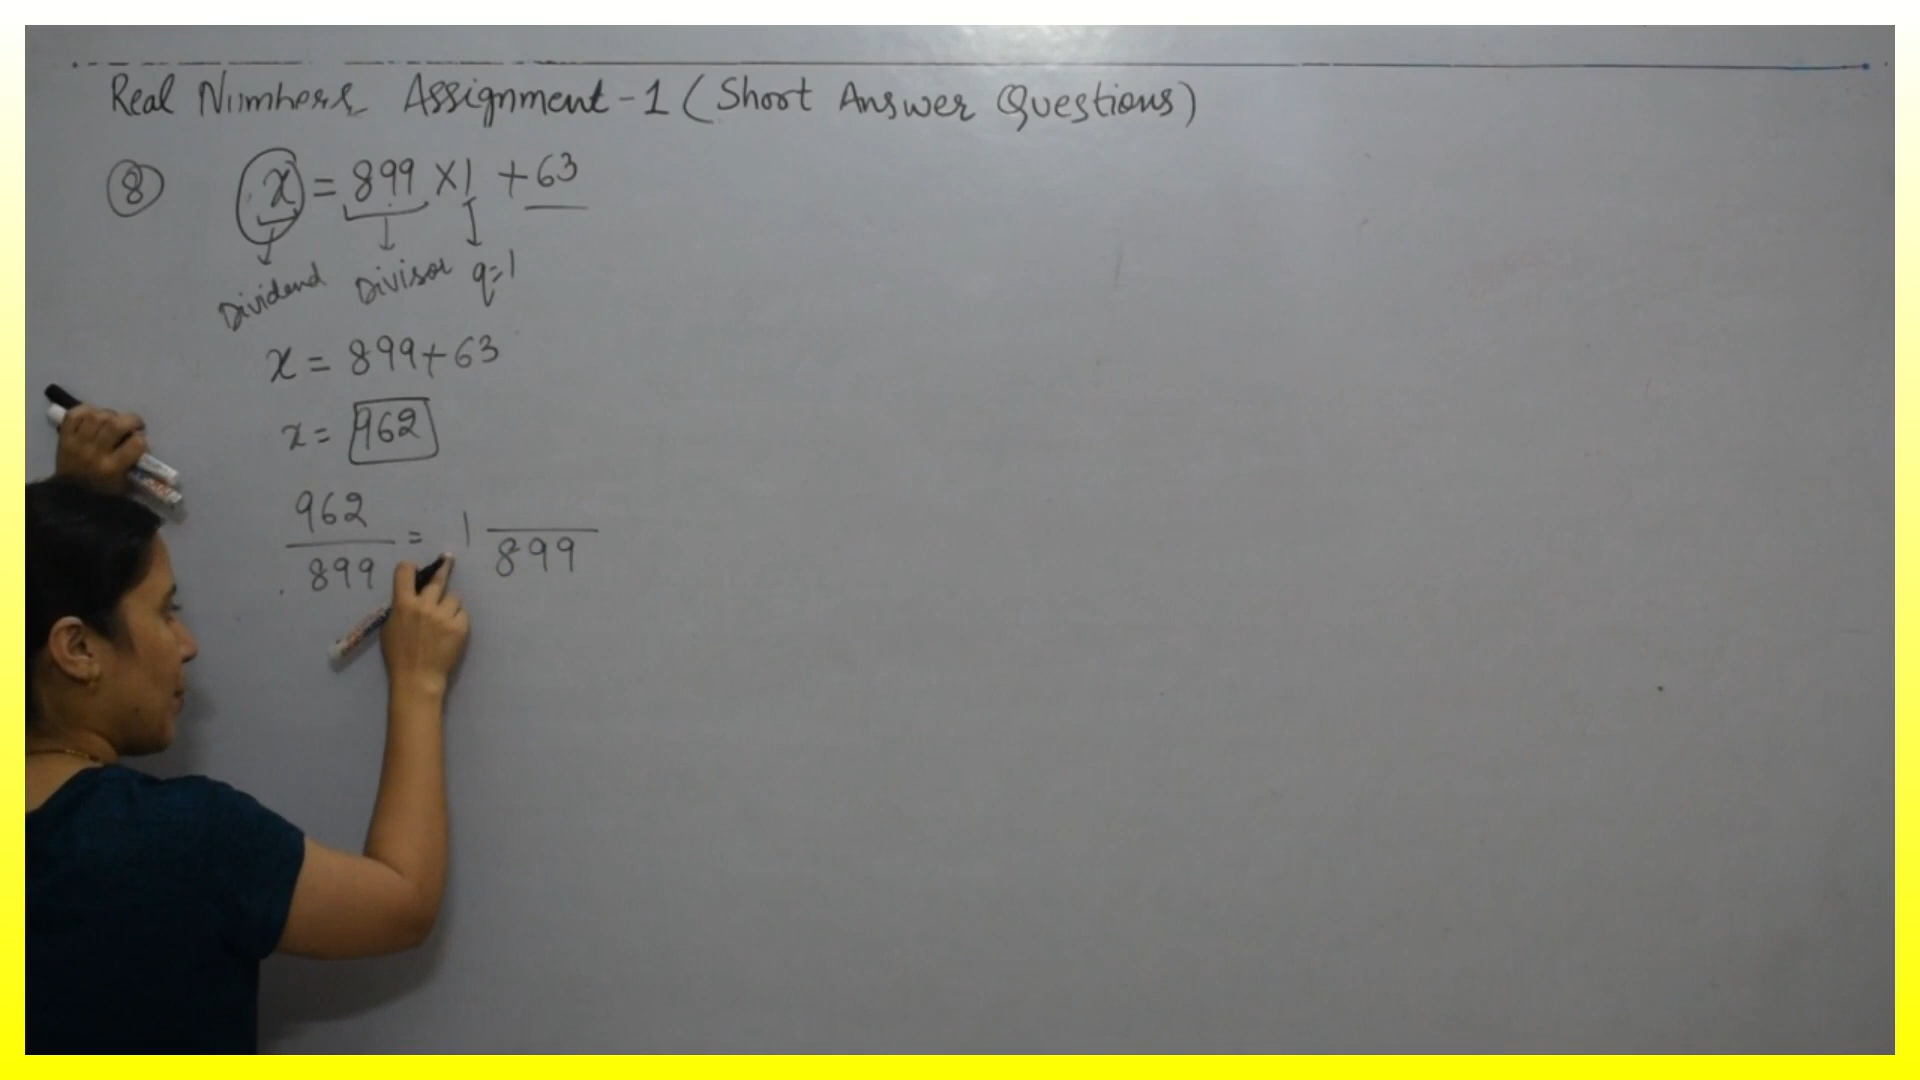 Real Numbers Assignment-1 (Short Answer Questions)
8 x = 899 × 1 + 63
Dividend Divisor q=1
x = 899+63
x = 962
962/899 = 1 /899